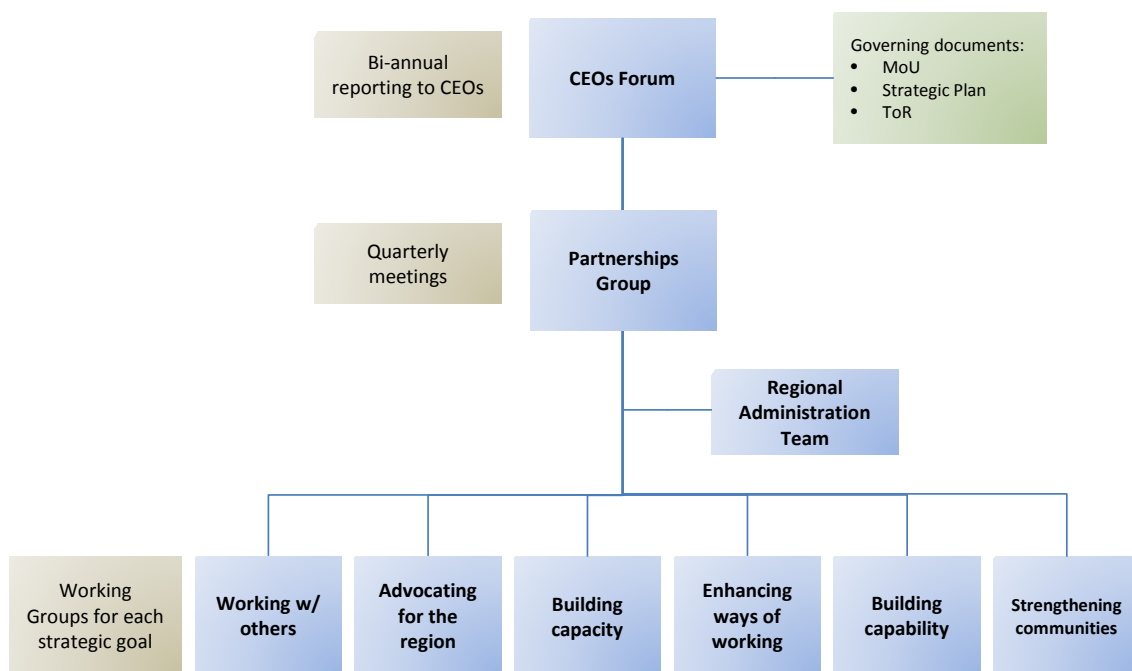 Bi-annual
reporting to CEOs
CEOs Forum
Governing documents:
• MoU
• Strategic Plan
• ToR
Quarterly
meetings
Partnerships
Group
Regional
Administration
Team
Working
Groups for each
strategic goal
Working w/
others
Advocating
for the
region
Building
capacity
Enhancing
ways of
working
Building
capability
Strengthening
communities